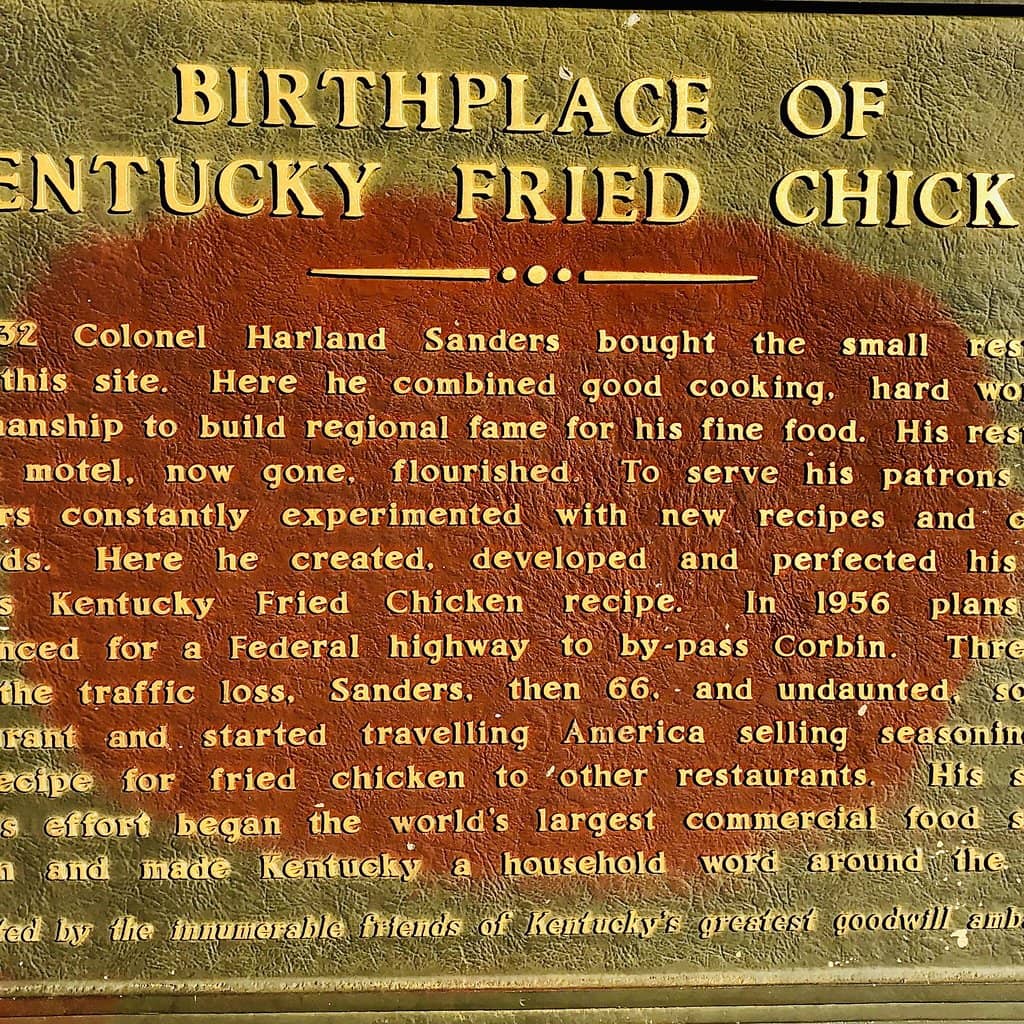 BIRTHPLACE OF
ENTUCKY FRIED CHICK
32 Colonel Harland Sanders bought the small res
this site. Here he combined good cooking, hard wo
anship to build regional fame for his fine food. His res
motel, now gone, flourished. To serve his patrons
rs constantly experimented with new recipes and c
ds. Here he created, developed and perfected his
s Kentucky Fried Chicken recipe. In 1956 plans
nced for a Federal highway to by-pass Corbin. Thre
the traffic loss, Sanders, then 66, and undaunted, so
rant and started travelling America selling seasonin
ecipe for fried chicken to other restaurants. His s
s effort began the world's largest commercial food s
n and made Kentucky a household word around the
ted by the innumerable friends of Kentucky's greatest goodwill amb